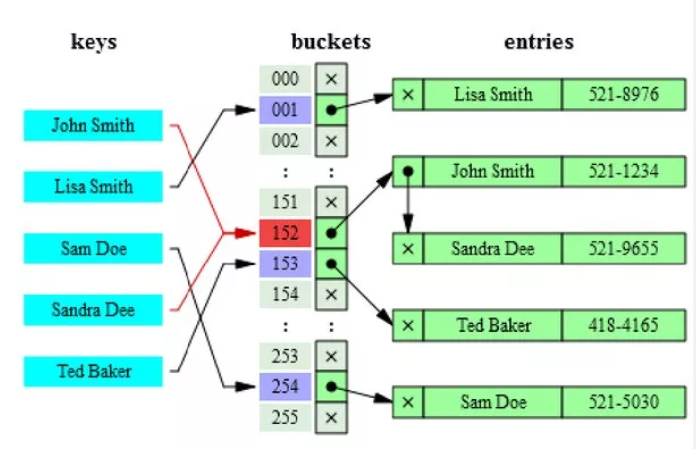 keys buckets entries
000 ×
Lisa Smith 521-8976
001
John Smith
002 ×
: :
John Smith 521-1234
Lisa Smith
151 ×
152
Sam Doe
Sandra Dee 521-9655
153
154 ×
Sandra Dee
: :
Ted Baker 418-4165
253 ×
Ted Baker
254
Sam Doe 521-5030
255 ×